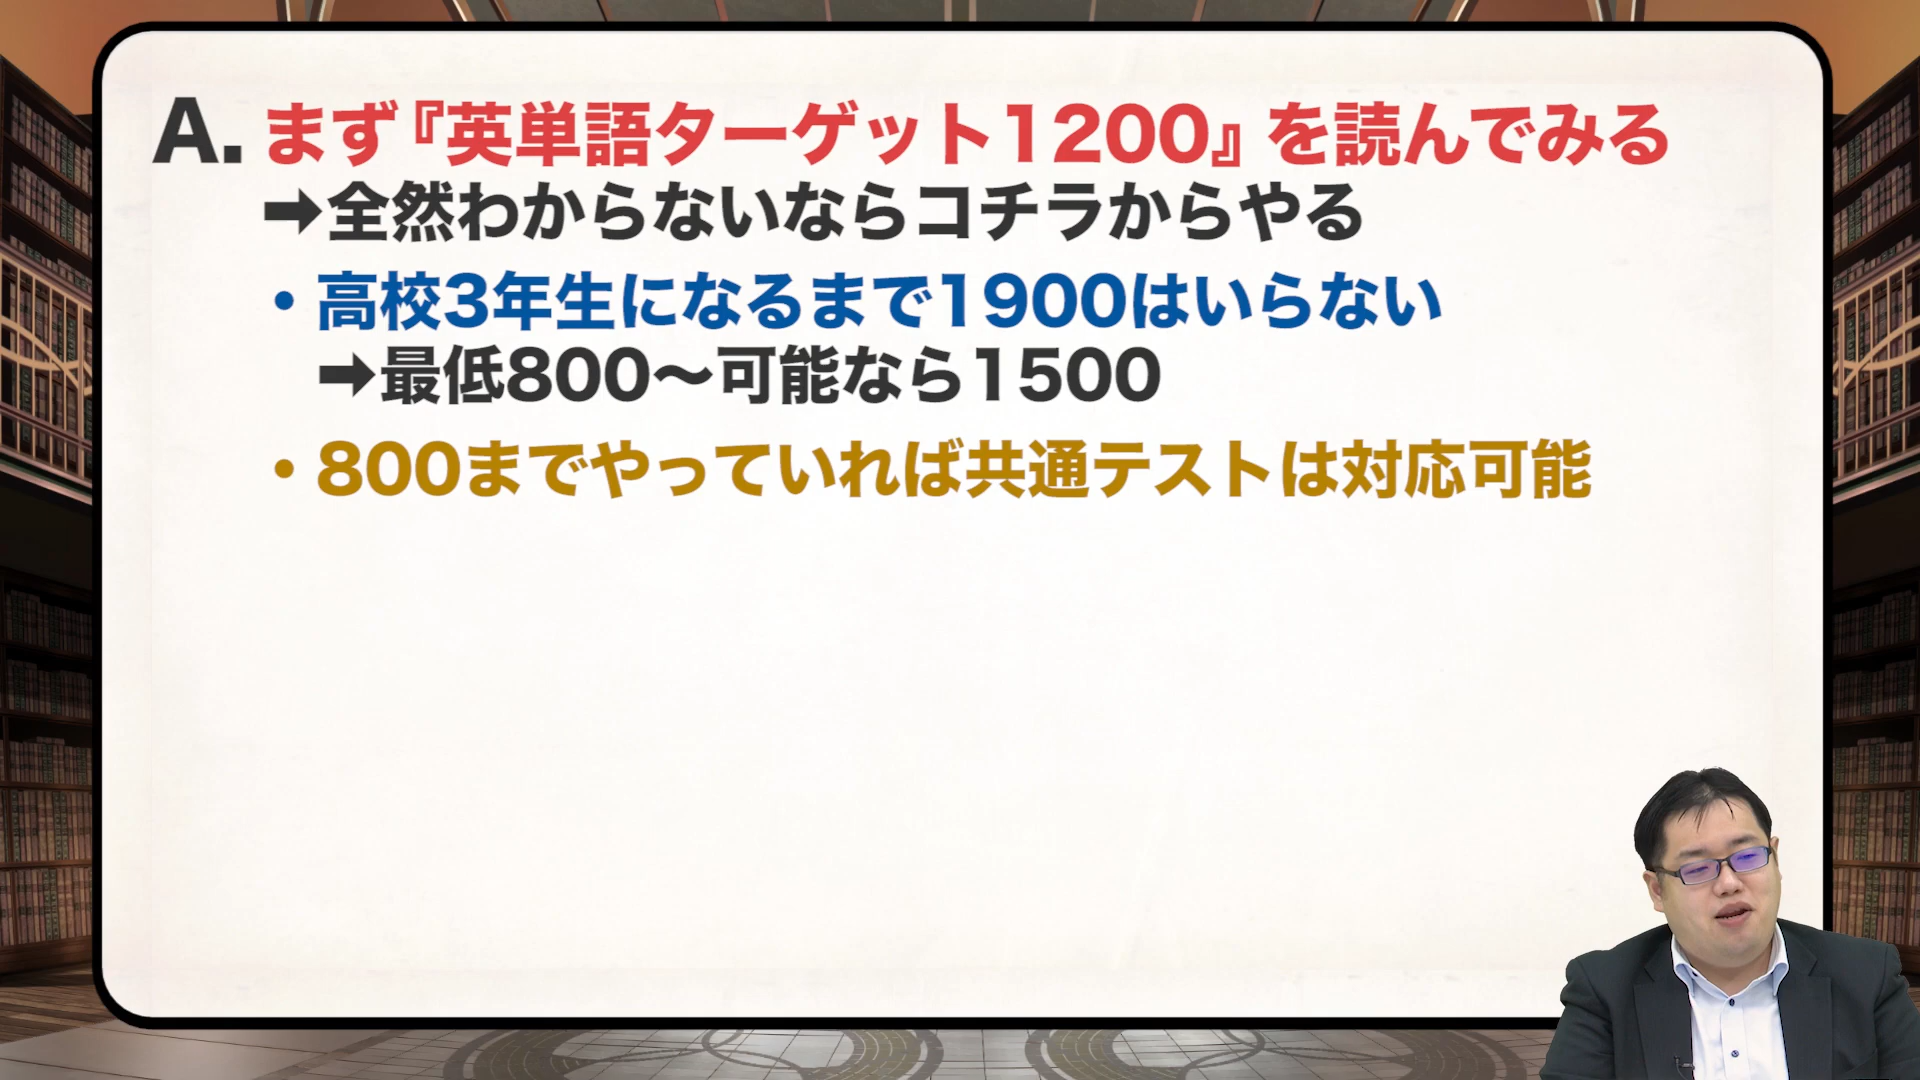 A. まず『英単語ターゲット1200』を読んでみる
➡全然わからないならコチラからやる
・高校3年生になるまで1900はいらない
➡最低800〜可能なら1500
・800までやっていれば共通テストは対応可能